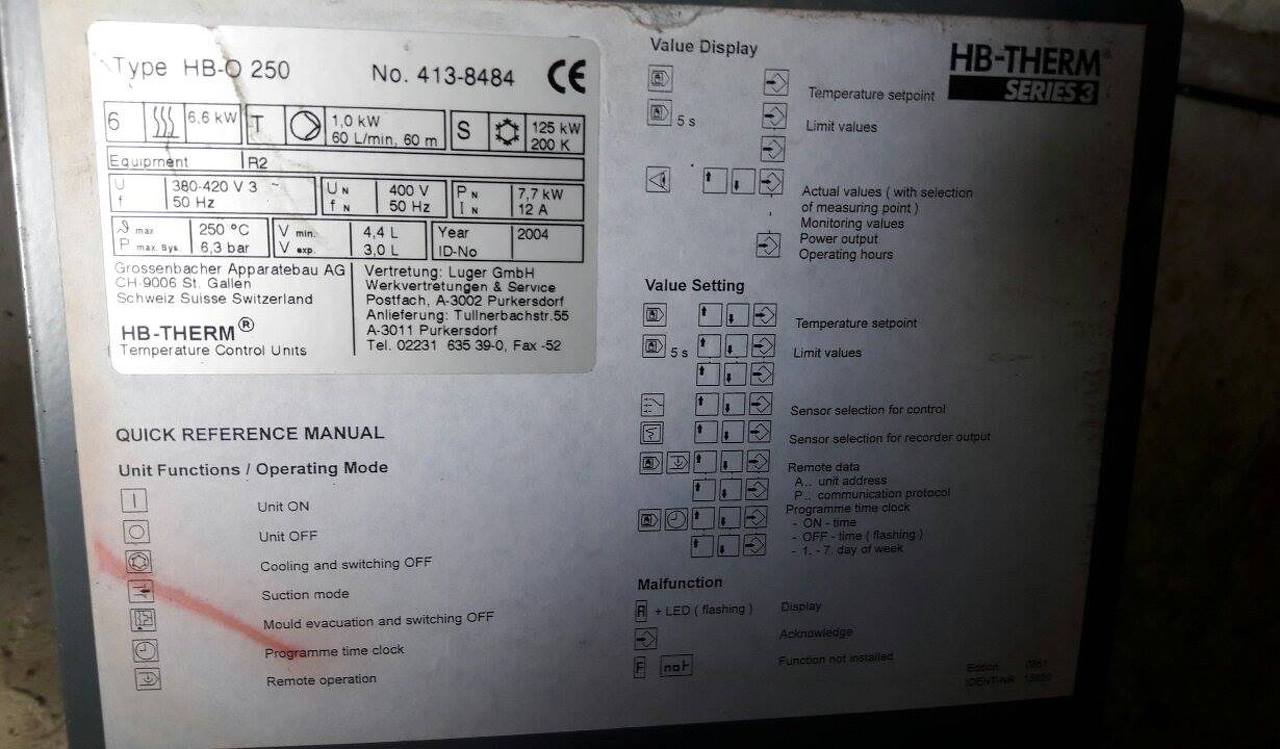 Type HB-O 250 No. 413-8484 CE
6 6,6 kW T 1,0 kW 60 L/min, 60 m S 125 kW 200 K
Equipment R2
U 380-420 V 3 ~ U N 400 V P N 7,7 kW
f 50 Hz f N 50 Hz I N 12 A
ϑ max 250 °C V min. 4,4 L Year 2004
P max. Sys. 6,3 bar V exp. 3,0 L ID-No
Grossenbacher Apparatebau AG
CH-9006 St. Gallen
Schweiz Suisse Switzerland
HB-THERM®
Temperature Control Units
Vertretung: Luger GmbH
Werkvertretungen & Service
Postfach, A-3002 Purkersdorf
Anlieferung: Tullnerbachstr.55
A-3011 Purkersdorf
Tel. 02231 635 39-0, Fax -52
QUICK REFERENCE MANUAL
Unit Functions / Operating Mode
Unit ON
Unit OFF
Cooling and switching OFF
Suction mode
Mould evacuation and switching OFF
Programme time clock
Remote operation
HB-THERM®
SERIES 3
Value Display
Temperature setpoint
5 s Limit values
Actual values ( with selection
of measuring point )
Monitoring values
Power output
Operating hours
Value Setting
Temperature setpoint
5 s Limit values
Sensor selection for control
Sensor selection for recorder output
Remote data
A.. unit address
P.. communication protocol
Programme time clock
- ON - time
- OFF - time ( flashing )
- 1. - 7. day of week
Malfunction
A + LED ( flashing ) Display
Acknowledge
F not Function not installed
Edition
IDENT-NR